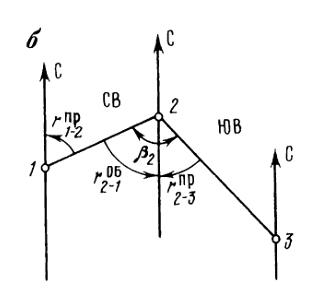 б
С
С
СВ
2
ЮВ
r пр 1-2
С
1
β2
r об 2-1
r пр 2-3
3